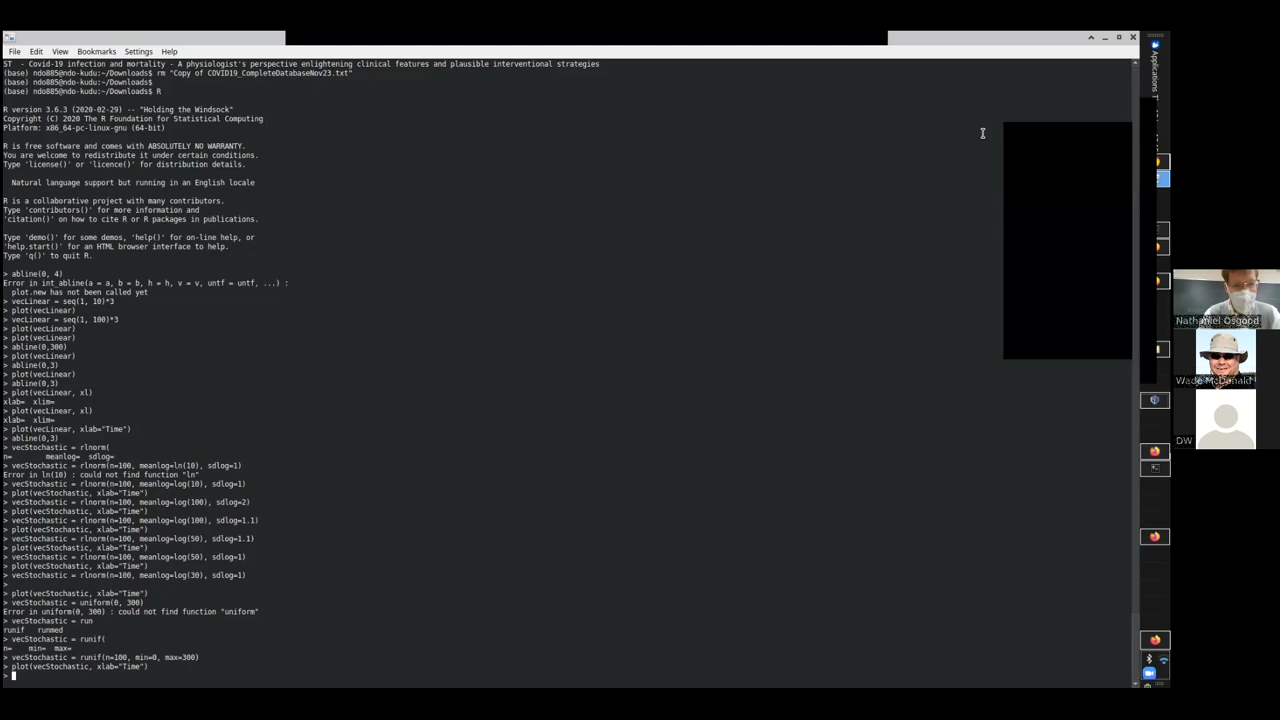 File Edit View Bookmarks Settings Help
ST - Covid-19 infection and mortality - A physiologist's perspective enlightening clinical features and plausible interventional strategies
(base) ndo885@ndo-kudu:~/Downloads$ rm "Copy of COVID19_CompleteDatabaseNov23.txt"
(base) ndo885@ndo-kudu:~/Downloads$
(base) ndo885@ndo-kudu:~/Downloads$ R
R version 3.6.3 (2020-02-29) -- "Holding the Windsock"
Copyright (C) 2020 The R Foundation for Statistical Computing
Platform: x86_64-pc-linux-gnu (64-bit)
R is free software and comes with ABSOLUTELY NO WARRANTY.
You are welcome to redistribute it under certain conditions.
Type 'license()' or 'licence()' for distribution details.
Natural language support but running in an English locale
R is a collaborative project with many contributors.
Type 'contributors()' for more information and
'citation()' on how to cite R or R packages in publications.
Type 'demo()' for some demos, 'help()' for on-line help, or
'help.start()' for an HTML browser interface to help.
Type 'q()' to quit R.
> abline(0, 4)
Error in int_abline(a = a, b = b, h = h, v = v, untf = untf, ...) :
plot.new has not been called yet
> vecLinear = seq(1, 10)*3
> plot(vecLinear)
> vecLinear = seq(1, 100)*3
> plot(vecLinear)
> plot(vecLinear)
> abline(0,300)
> plot(vecLinear)
> abline(0,3)
> plot(vecLinear)
> abline(0,3)
> plot(vecLinear, xl)
xlab= xlim=
> plot(vecLinear, xl)
xlab= xlim=
> plot(vecLinear, xlab="Time")
> abline(0,3)
> vecStochastic = rlnorm(
n= meanlog= sdlog=
> vecStochastic = rlnorm(n=100, meanlog=ln(10), sdlog=1)
Error in ln(10) : could not find function "ln"
> vecStochastic = rlnorm(n=100, meanlog=log(10), sdlog=1)
> plot(vecStochastic, xlab="Time")
> vecStochastic = rlnorm(n=100, meanlog=log(100), sdlog=2)
> plot(vecStochastic, xlab="Time")
> vecStochastic = rlnorm(n=100, meanlog=log(100), sdlog=1.1)
> plot(vecStochastic, xlab="Time")
> vecStochastic = rlnorm(n=100, meanlog=log(50), sdlog=1.1)
> plot(vecStochastic, xlab="Time")
> vecStochastic = rlnorm(n=100, meanlog=log(50), sdlog=1)
> plot(vecStochastic, xlab="Time")
> vecStochastic = rlnorm(n=100, meanlog=log(30), sdlog=1)
>
> plot(vecStochastic, xlab="Time")
> vecStochastic = uniform(0, 300)
Error in uniform(0, 300) : could not find function "uniform"
> vecStochastic = run
runif runmed
> vecStochastic = runif(
n= min= max=
> vecStochastic = runif(n=100, min=0, max=300)
> plot(vecStochastic, xlab="Time")
>
Applications
Nathaniel Osgood
Wade McDonald
DW